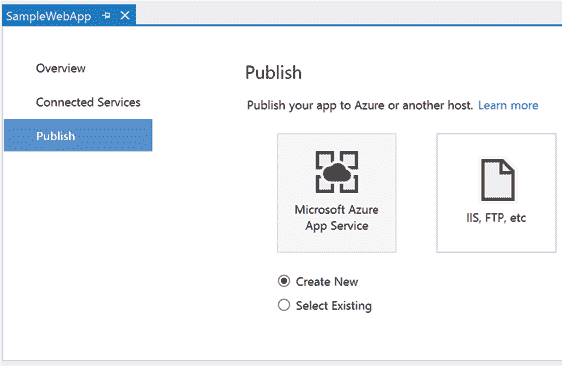 SampleWebApp
Overview
Connected Services
Publish
Publish
Publish your app to Azure or another host. Learn more
Microsoft Azure
App Service
IIS, FTP, etc
Create New
Select Existing